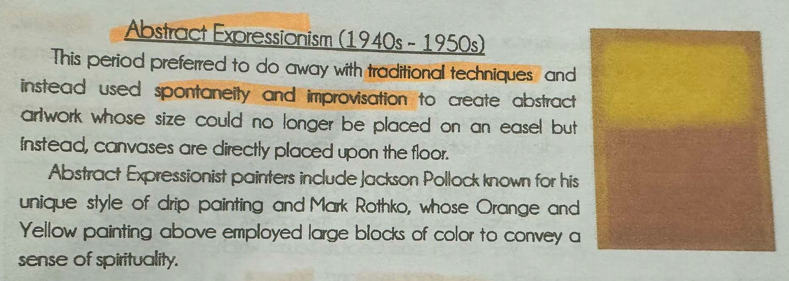 Abstract Expressionism (1940s - 1950s)
This period preferred to do away with traditional techniques and
instead used spontaneity and improvisation to create abstract
artwork whose size could no longer be placed on an easel but
instead, canvases are directly placed upon the floor.
Abstract Expressionist painters include Jackson Pollock known for his
unique style of drip painting and Mark Rothko, whose Orange and
Yellow painting above employed large blocks of color to convey a
sense of spirituality.